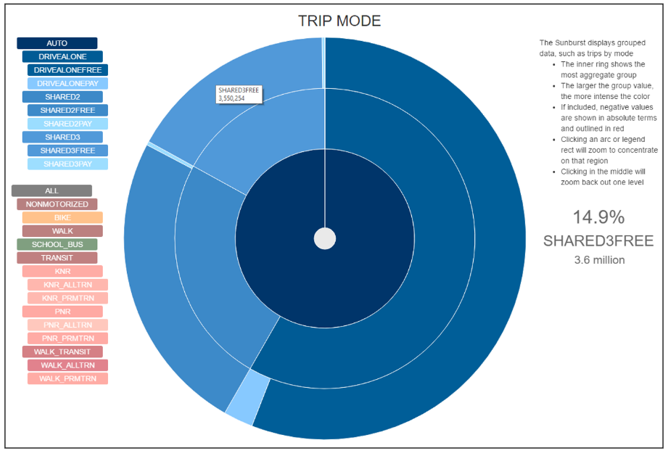 TRIP MODE
AUTO
DRIVEALONE
DRIVEALONEFREE
DRIVEALONEPAY
SHARED2
SHARED2FREE
SHARED2PAY
SHARED3
SHARED3FREE
SHARED3PAY
ALL
NONMOTORIZED
BIKE
WALK
SCHOOL_BUS
TRANSIT
KNR
KNR_ALLTRN
KNR_PRMTRN
PNR
PNR_ALLTRN
PNR_PRMTRN
WALK_TRANSIT
WALK_ALLTRN
WALK_PRMTRN
SHARED3FREE
3,550,254
The Sunburst displays grouped
data, such as trips by mode
• The inner ring shows the
most aggregate group
• The larger the group value,
the more intense the color
• If included, negative values
are shown in absolute terms
and outlined in red
• Clicking an arc or legend
rect will zoom to concentrate
on that region
• Clicking in the middle will
zoom back out one level
14.9%
SHARED3FREE
3.6 million